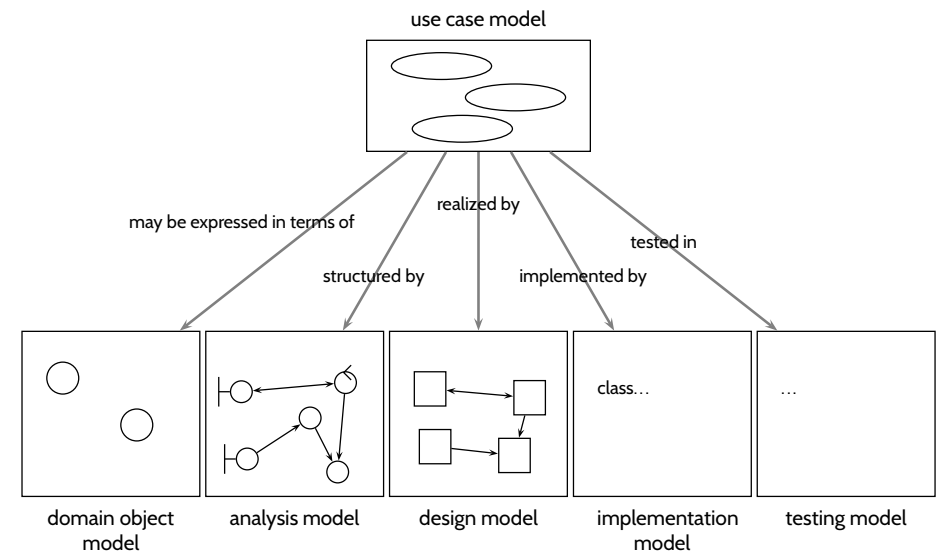 use case model
realized by
may be expressed in terms of
tested in
structured by
implemented by
class...
...
domain object
model
analysis model
design model
implementation
model
testing model